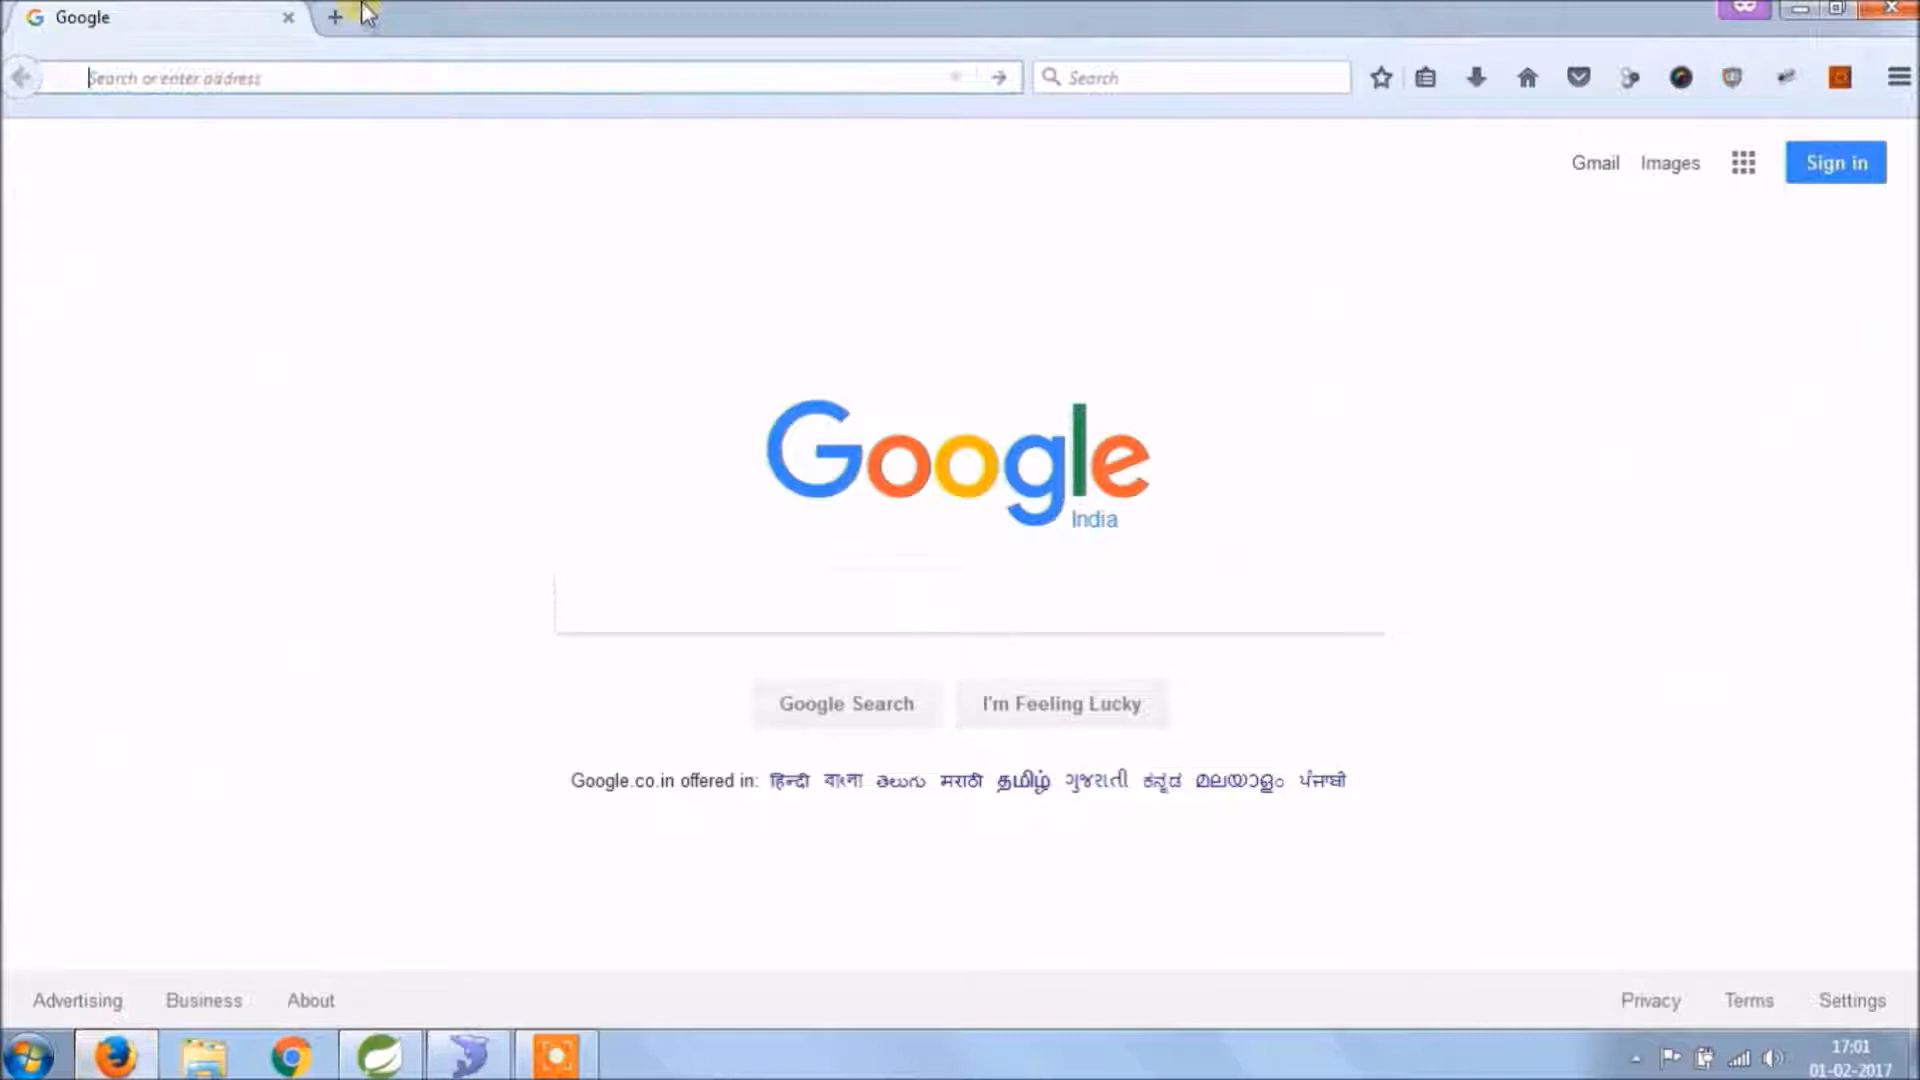 Google
Search or enter address
Search
Gmail Images Sign in
Google
India
Google Search I'm Feeling Lucky
Google.co.in offered in: हिन्दी বাংলা తెలుగు मराठी தமிழ் ગુજરાતી ಕನ್ನಡ മലയാളം ਪੰਜਾਬੀ
Advertising Business About Privacy Terms Settings
17:01
01-02-2017